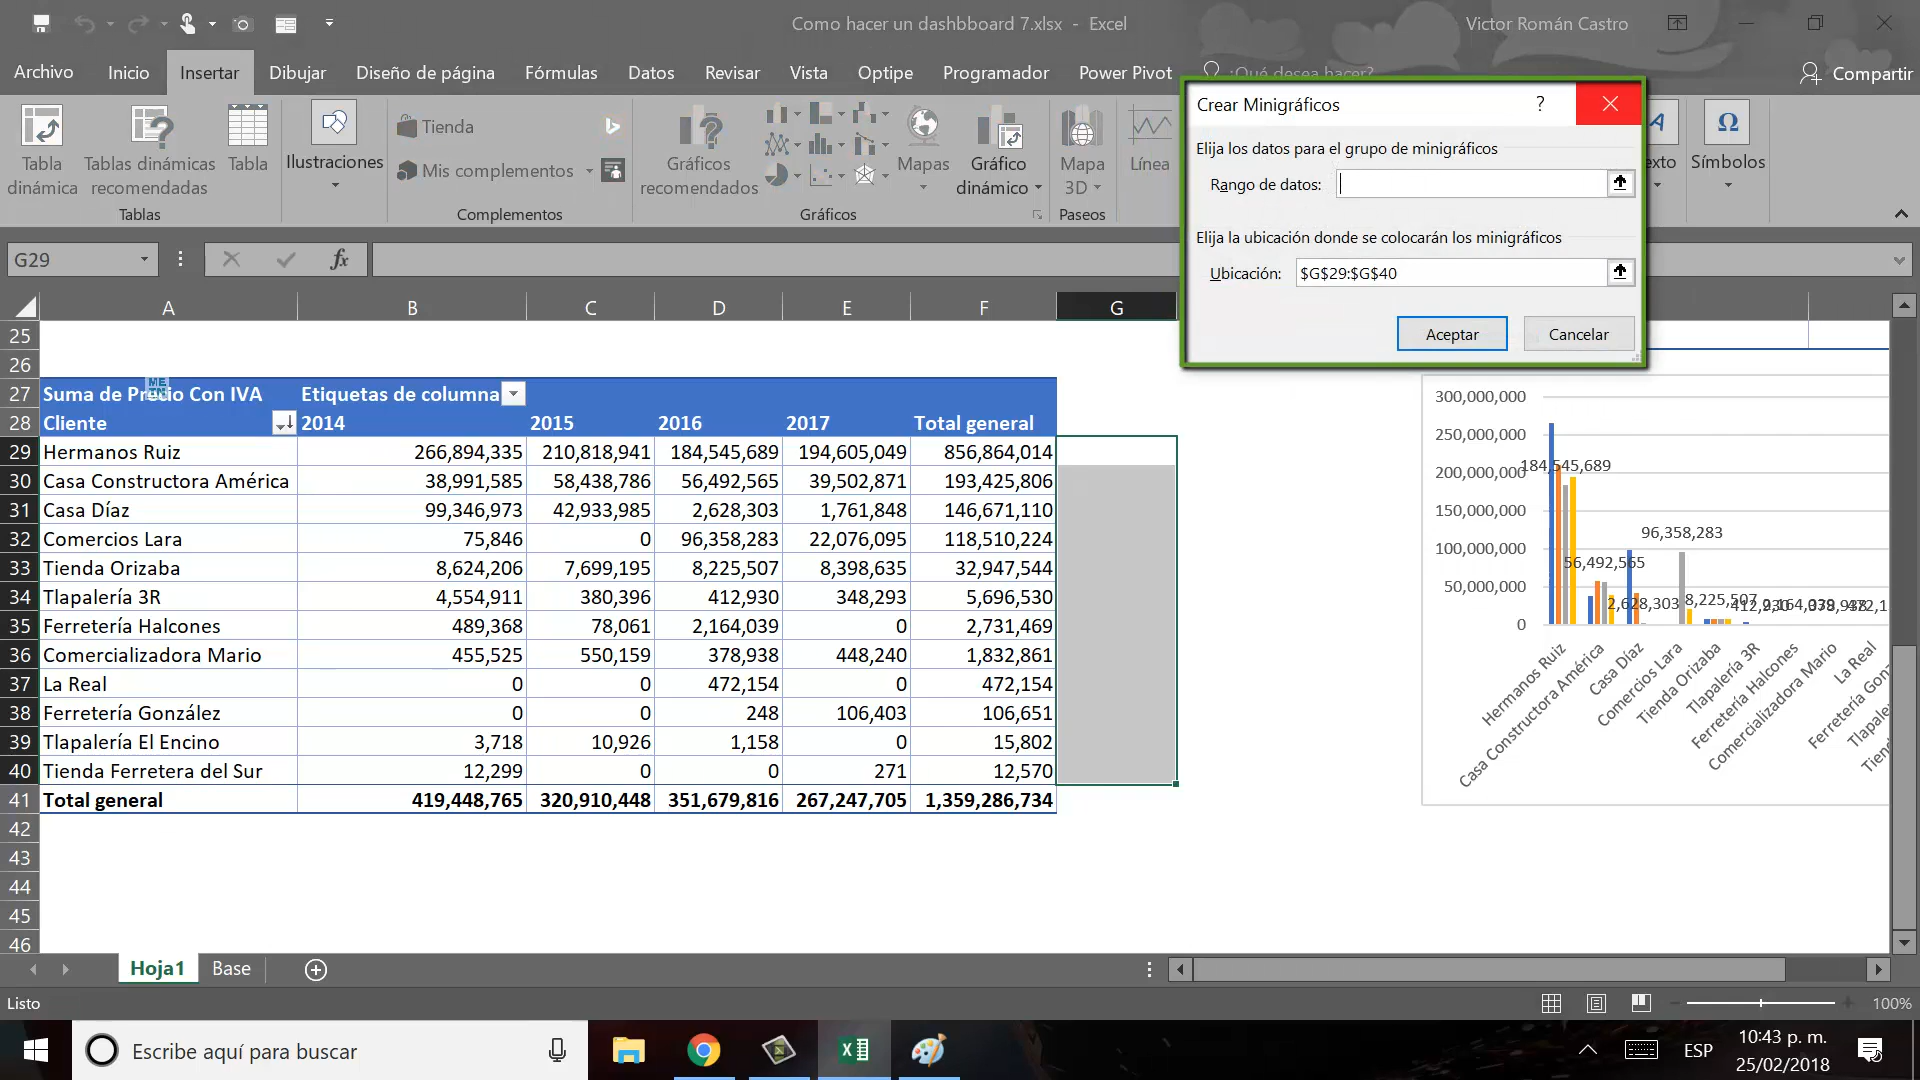 Como hacer un dashbboard 7.xlsx - Excel
Victor Román Castro
Archivo Inicio Insertar Dibujar Diseño de página Fórmulas Datos Revisar Vista Optipe Programador Power Pivot ¿Qué desea hacer? Compartir
Tabla dinámica
Tablas dinámicas recomendadas
Tabla
Tablas
Ilustraciones
Tienda
Mis complementos
Complementos
Gráficos recomendados
Mapas
Gráfico dinámico
Gráficos
Mapa 3D
Paseos
Línea
Símbolos
Crear Minigráficos ?
Elija los datos para el grupo de minigráficos
Rango de datos:
Elija la ubicación donde se colocarán los minigráficos
Ubicación: $G$29:$G$40
Aceptar Cancelar
G29 fx
A B C D E F G
25
26
27 Suma de Precio Con IVA Etiquetas de columna
28 Cliente 2014 2015 2016 2017 Total general
29 Hermanos Ruiz 266,894,335 210,818,941 184,545,689 194,605,049 856,864,014
30 Casa Constructora América 38,991,585 58,438,786 56,492,565 39,502,871 193,425,806
31 Casa Díaz 99,346,973 42,933,985 2,628,303 1,761,848 146,671,110
32 Comercios Lara 75,846 0 96,358,283 22,076,095 118,510,224
33 Tienda Orizaba 8,624,206 7,699,195 8,225,507 8,398,635 32,947,544
34 Tlapalería 3R 4,554,911 380,396 412,930 348,293 5,696,530
35 Ferretería Halcones 489,368 78,061 2,164,039 0 2,731,469
36 Comercializadora Mario 455,525 550,159 378,938 448,240 1,832,861
37 La Real 0 0 472,154 0 472,154
38 Ferretería González 0 0 248 106,403 106,651
39 Tlapalería El Encino 3,718 10,926 1,158 0 15,802
40 Tienda Ferretera del Sur 12,299 0 0 271 12,570
41 Total general 419,448,765 320,910,448 351,679,816 267,247,705 1,359,286,734
42
43
44
45
46
300,000,000
250,000,000
200,000,000
150,000,000
100,000,000
50,000,000
0
184,545,689
96,358,283
56,492,565
2,628,303
8,225,507
Hermanos Ruiz
Casa Constructora América
Casa Díaz
Comercios Lara
Tienda Orizaba
Tlapalería 3R
Ferretería Halcones
Comercializadora Mario
La Real
Hoja1 Base
Listo
100%
Escribe aquí para buscar
ESP
10:43 p. m.
25/02/2018